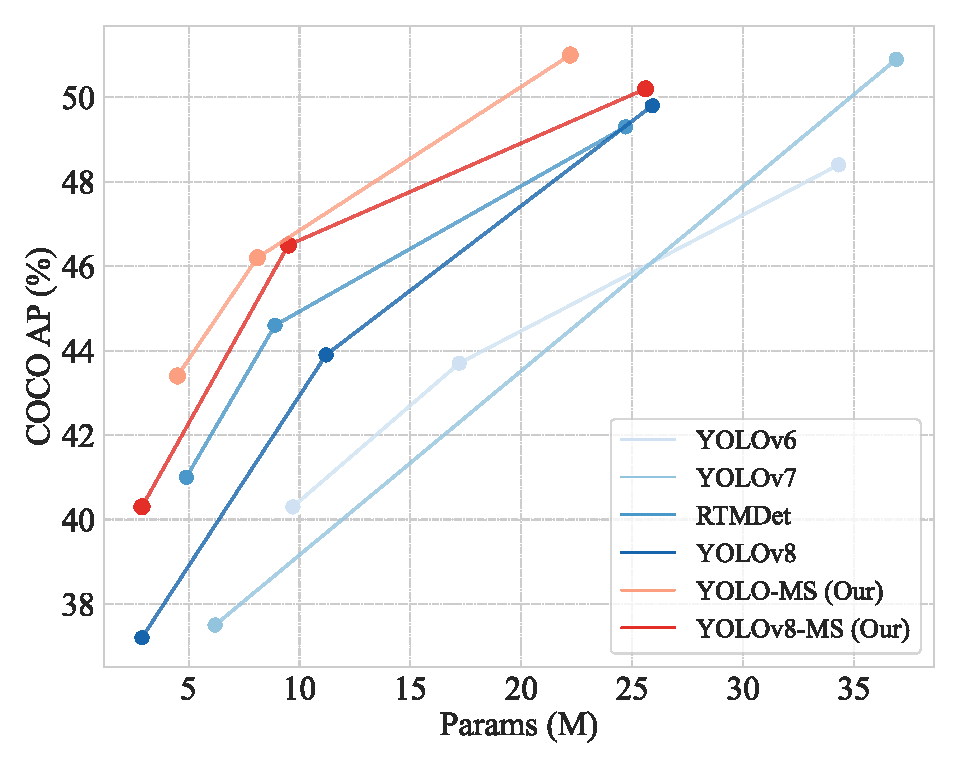 COCO AP (%)
50
48
46
44
42
40
38
YOLOv6
YOLOv7
RTMDet
YOLOv8
YOLO-MS (Our)
YOLOv8-MS (Our)
5 10 15 20 25 30 35
Params (M)